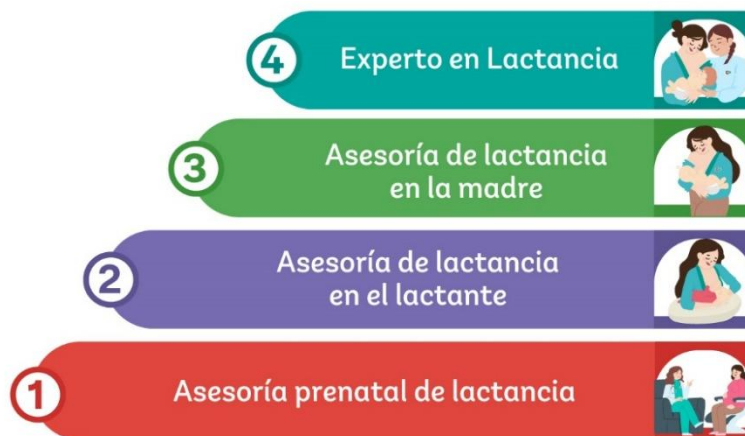 4
Experto en Lactancia
3
Asesoría de lactancia
en la madre
2
Asesoría de lactancia
en el lactante
1
Asesoría prenatal de lactancia